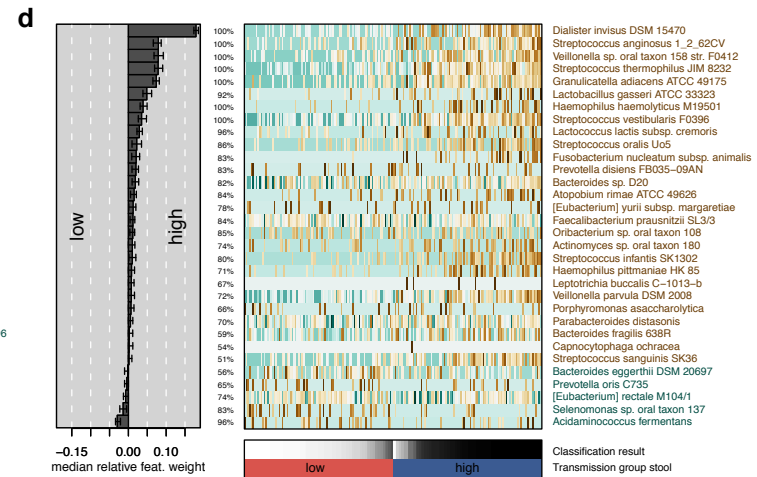 d
100% Dialister invisus DSM 15470
100% Streptococcus anginosus 1_2_62CV
100% Veillonella sp. oral taxon 158 str. F0412
100% Streptococcus thermophilus JIM 8232
100% Granulicatella adiacens ATCC 49175
92% Lactobacillus gasseri ATCC 33323
100% Haemophilus haemolyticus M19501
100% Streptococcus vestibularis F0396
96% Lactococcus lactis subsp. cremoris
86% Streptococcus oralis Uo5
83% Fusobacterium nucleatum subsp. animalis
83% Prevotella disiens FB035−09AN
82% Bacteroides sp. D20
84% Atopobium rimae ATCC 49626
78% [Eubacterium] yurii subsp. margaretiae
84% Faecalibacterium prausnitzii SL3/3
85% Oribacterium sp. oral taxon 108
74% Actinomyces sp. oral taxon 180
80% Streptococcus infantis SK1302
71% Haemophilus pittmaniae HK 85
67% Leptotrichia buccalis C−1013−b
72% Veillonella parvula DSM 2008
66% Porphyromonas asaccharolytica
70% Parabacteroides distasonis
6 59% Bacteroides fragilis 638R
54% Capnocytophaga ochracea
51% Streptococcus sanguinis SK36
56% Bacteroides eggerthii DSM 20697
65% Prevotella oris C735
74% [Eubacterium] rectale M104/1
83% Selenomonas sp. oral taxon 137
96% Acidaminococcus fermentans
low
high
−0.15 0.00 0.10
median relative feat. weight
Classification result
low high Transmission group stool